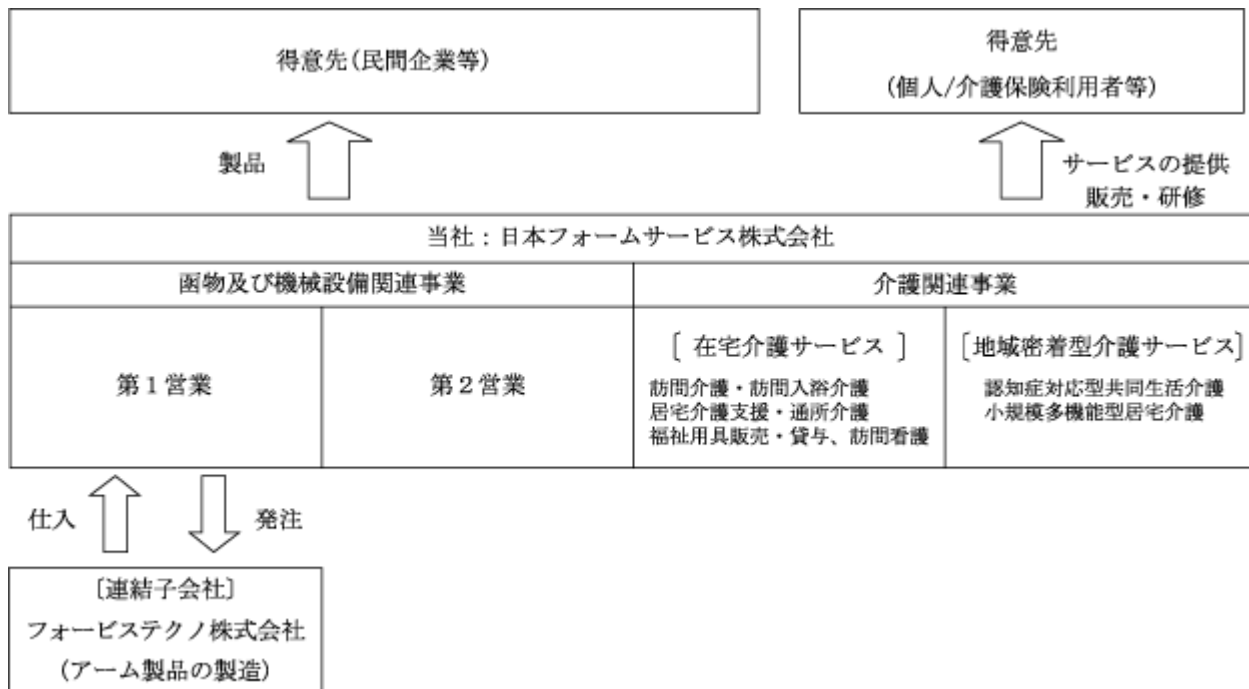 得意先(民間企業等)
得意先
(個人/介護保険利用者等)
製品
サービスの提供
販売・研修
当社：日本フォームサービス株式会社
函物及び機械設備関連事業
介護関連事業
第１営業
第２営業
［ 在宅介護サービス ］
訪問介護・訪問入浴介護
居宅介護支援・通所介護
福祉用具販売・貸与、訪問看護
［地域密着型介護サービス］
認知症対応型共同生活介護
小規模多機能型居宅介護
仕入
発注
〔連結子会社〕
フォービステクノ株式会社
(アーム製品の製造)